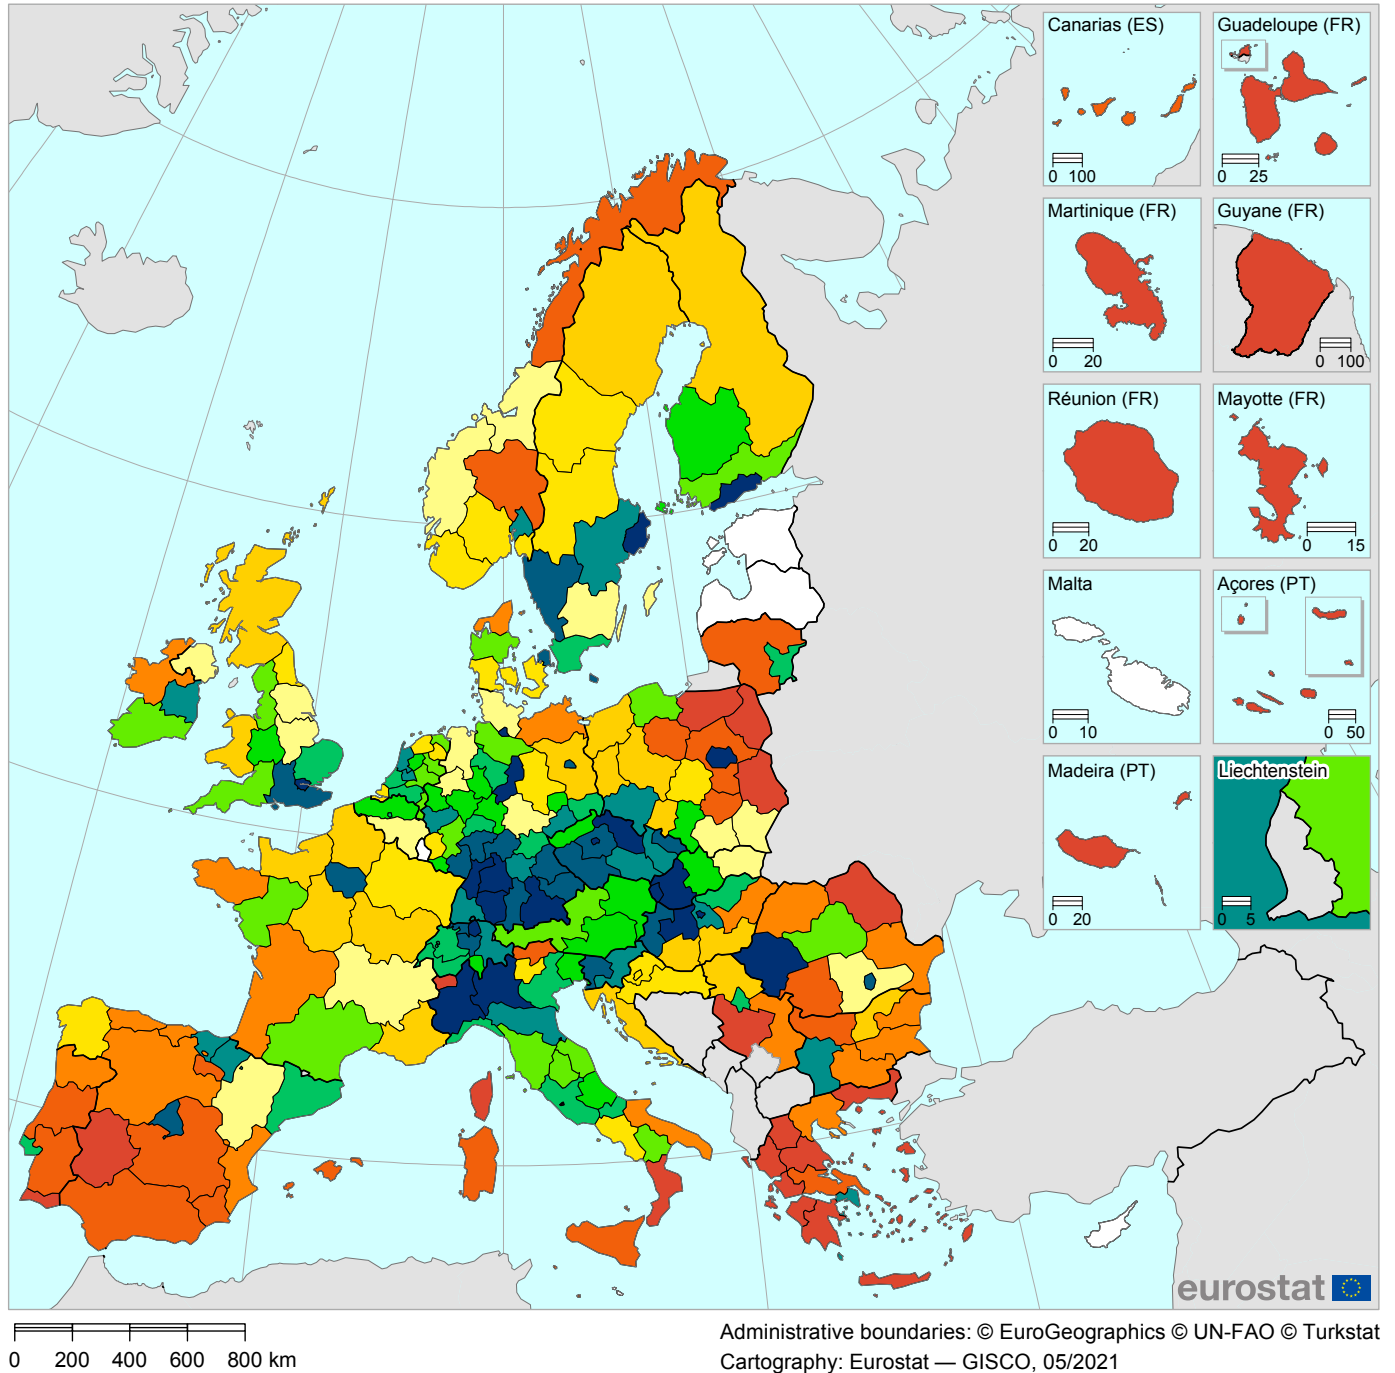 Canarias (ES)
0 100
Guadeloupe (FR)
0 25
Martinique (FR)
0 20
Guyane (FR)
0 100
Réunion (FR)
0 20
Mayotte (FR)
0 15
Malta
0 10
Açores (PT)
0 50
Madeira (PT)
0 20
Liechtenstein
0 5
eurostat
0 200 400 600 800 km
Administrative boundaries: © EuroGeographics © UN-FAO © Turkstat
Cartography: Eurostat — GISCO, 05/2021